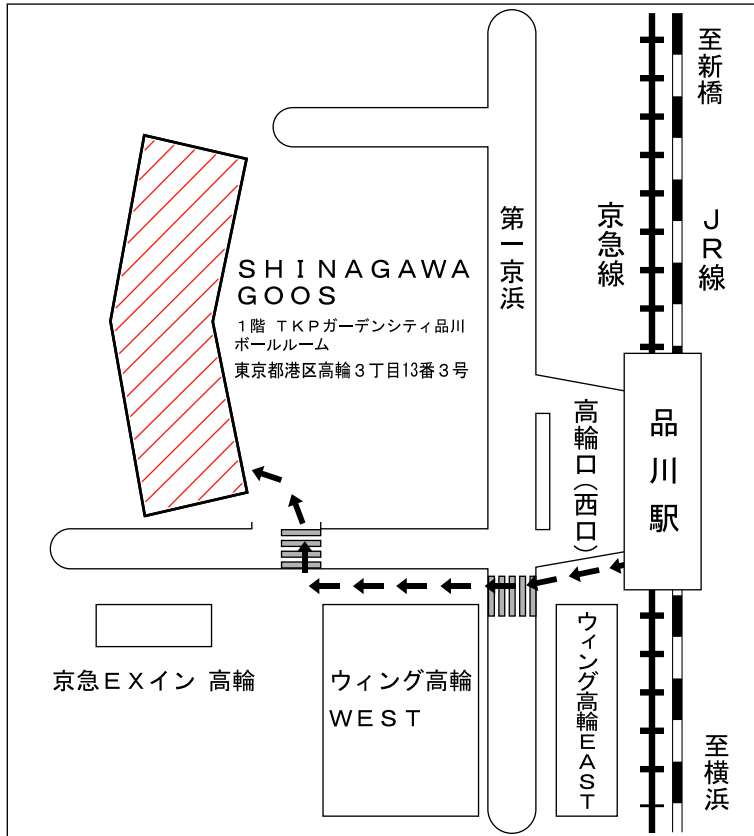 至新橋
JR線
京急線
第一京浜
SHINAGAWA
GOOS
1階 TKPガーデンシティ品川
ボールルーム
東京都港区高輪3丁目13番3号
品川駅
高輪口(西口)
京急EXイン 高輪
ウィング高輪
WEST
ウィング高輪EAST
至横浜